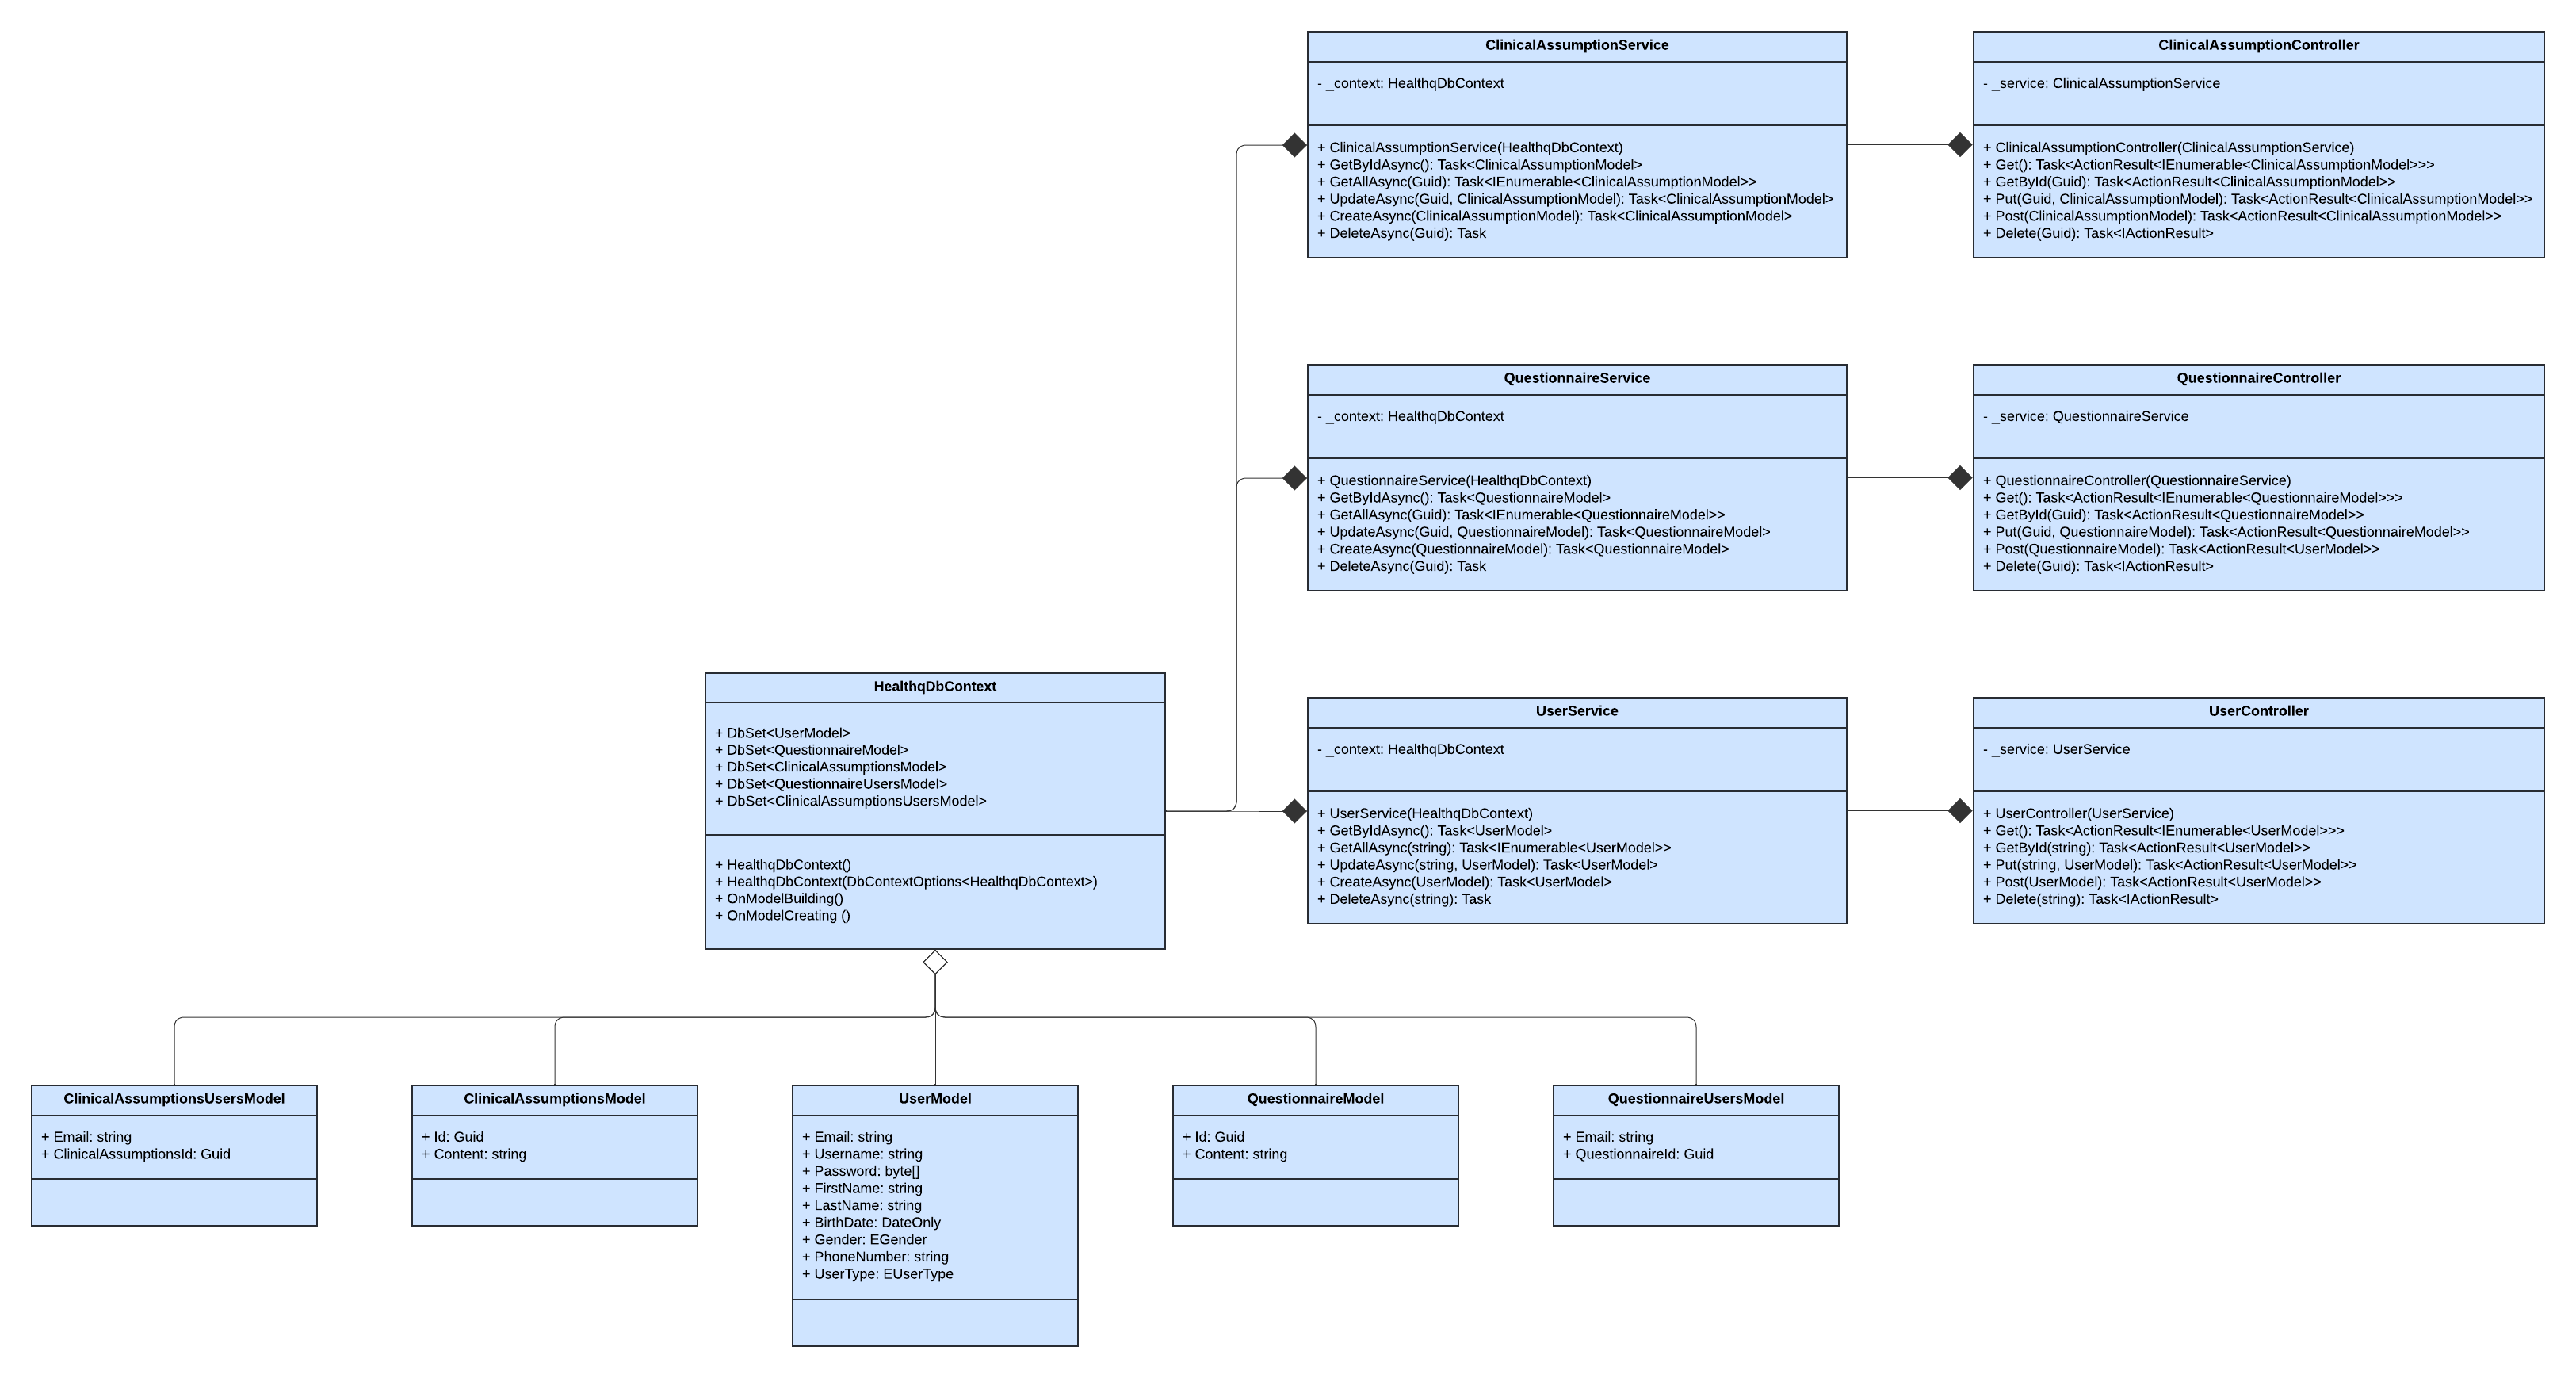 ClinicalAssumptionService
- _context: HealthqDbContext
+ ClinicalAssumptionService(HealthqDbContext)
+ GetByIdAsync(): Task<ClinicalAssumptionModel>
+ GetAllAsync(Guid): Task<IEnumerable<ClinicalAssumptionModel>>
+ UpdateAsync(Guid, ClinicalAssumptionModel): Task<ClinicalAssumptionModel>
+ CreateAsync(ClinicalAssumptionModel): Task<ClinicalAssumptionModel>
+ DeleteAsync(Guid): Task
ClinicalAssumptionController
- _service: ClinicalAssumptionService
+ ClinicalAssumptionController(ClinicalAssumptionService)
+ Get(): Task<ActionResult<IEnumerable<ClinicalAssumptionModel>>>
+ GetById(Guid): Task<ActionResult<ClinicalAssumptionModel>>
+ Put(Guid, ClinicalAssumptionModel): Task<ActionResult<ClinicalAssumptionModel>>
+ Post(ClinicalAssumptionModel): Task<ActionResult<ClinicalAssumptionModel>>
+ Delete(Guid): Task<IActionResult>
QuestionnaireService
- _context: HealthqDbContext
+ QuestionnaireService(HealthqDbContext)
+ GetByIdAsync(): Task<QuestionnaireModel>
+ GetAllAsync(Guid): Task<IEnumerable<QuestionnaireModel>>
+ UpdateAsync(Guid, QuestionnaireModel): Task<QuestionnaireModel>
+ CreateAsync(QuestionnaireModel): Task<QuestionnaireModel>
+ DeleteAsync(Guid): Task
QuestionnaireController
- _service: QuestionnaireService
+ QuestionnaireController(QuestionnaireService)
+ Get(): Task<ActionResult<IEnumerable<QuestionnaireModel>>>
+ GetById(Guid): Task<ActionResult<QuestionnaireModel>>
+ Put(Guid, QuestionnaireModel): Task<ActionResult<QuestionnaireModel>>
+ Post(QuestionnaireModel): Task<ActionResult<UserModel>>
+ Delete(Guid): Task<IActionResult>
HealthqDbContext
+ DbSet<UserModel>
+ DbSet<QuestionnaireModel>
+ DbSet<ClinicalAssumptionsModel>
+ DbSet<QuestionnaireUsersModel>
+ DbSet<ClinicalAssumptionsUsersModel>
+ HealthqDbContext()
+ HealthqDbContext(DbContextOptions<HealthqDbContext>)
+ OnModelBuilding()
+ OnModelCreating ()
UserService
- _context: HealthqDbContext
+ UserService(HealthqDbContext)
+ GetByIdAsync(): Task<UserModel>
+ GetAllAsync(string): Task<IEnumerable<UserModel>>
+ UpdateAsync(string, UserModel): Task<UserModel>
+ CreateAsync(UserModel): Task<UserModel>
+ DeleteAsync(string): Task
UserController
- _service: UserService
+ UserController(UserService)
+ Get(): Task<ActionResult<IEnumerable<UserModel>>>
+ GetById(string): Task<ActionResult<UserModel>>
+ Put(string, UserModel): Task<ActionResult<UserModel>>
+ Post(UserModel): Task<ActionResult<UserModel>>
+ Delete(string): Task<IActionResult>
ClinicalAssumptionsUsersModel
+ Email: string
+ ClinicalAssumptionsId: Guid
ClinicalAssumptionsModel
+ Id: Guid
+ Content: string
UserModel
+ Email: string
+ Username: string
+ Password: byte[]
+ FirstName: string
+ LastName: string
+ BirthDate: DateOnly
+ Gender: EGender
+ PhoneNumber: string
+ UserType: EUserType
QuestionnaireModel
+ Id: Guid
+ Content: string
QuestionnaireUsersModel
+ Email: string
+ QuestionnaireId: Guid